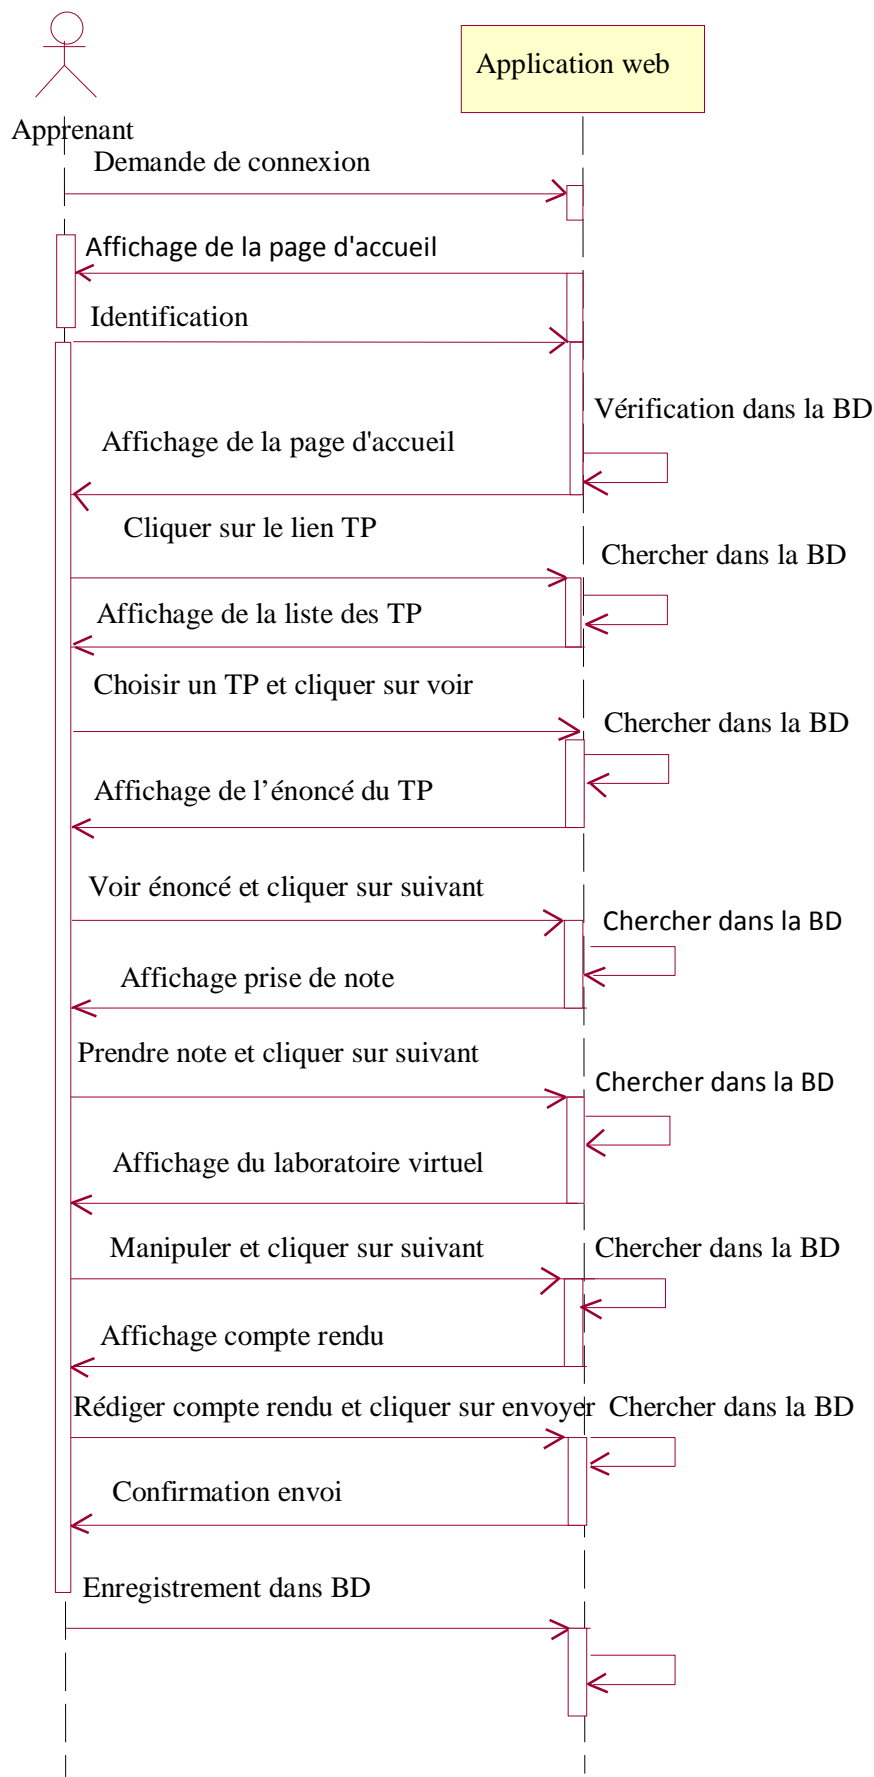 Application web
Apprenant
Demande de connexion
Affichage de la page d'accueil
Identification
Vérification dans la BD
Affichage de la page d'accueil
Cliquer sur le lien TP
Chercher dans la BD
Affichage de la liste des TP
Choisir un TP et cliquer sur voir
Chercher dans la BD
Affichage de l’énoncé du TP
Voir énoncé et cliquer sur suivant
Chercher dans la BD
Affichage prise de note
Prendre note et cliquer sur suivant
Chercher dans la BD
Affichage du laboratoire virtuel
Manipuler et cliquer sur suivant
Chercher dans la BD
Affichage compte rendu
Rédiger compte rendu et cliquer sur envoyer
Chercher dans la BD
Confirmation envoi
Enregistrement dans BD